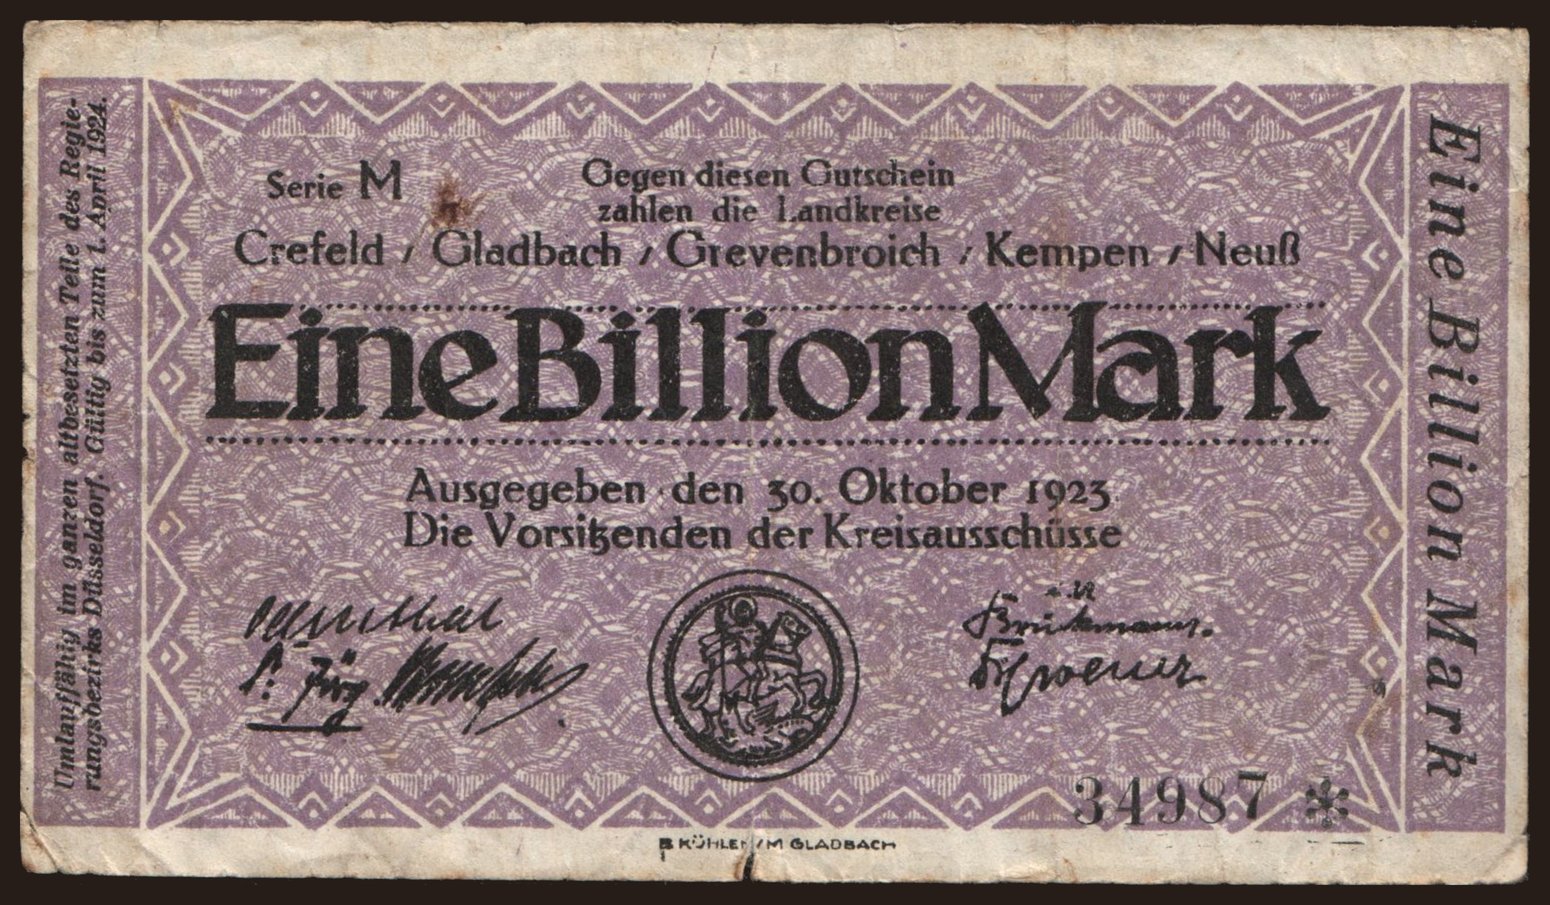 Umlauffähig im ganzen altbesetzten Teile des Regie-
rungsbezirks Düsseldorf. Gültig bis zum 1. April 1924.
Serie M
Gegen diesen Gutschein
zahlen die Landkreise
Crefeld / Gladbach / Grevenbroich / Kempen / Neuß
Eine Billion Mark
Ausgegeben den 30. Oktober 1923
Die Vorsitzenden der Kreisausschüsse
34987 *
B KÜHLEN / M GLADBACH
Eine Billion Mark